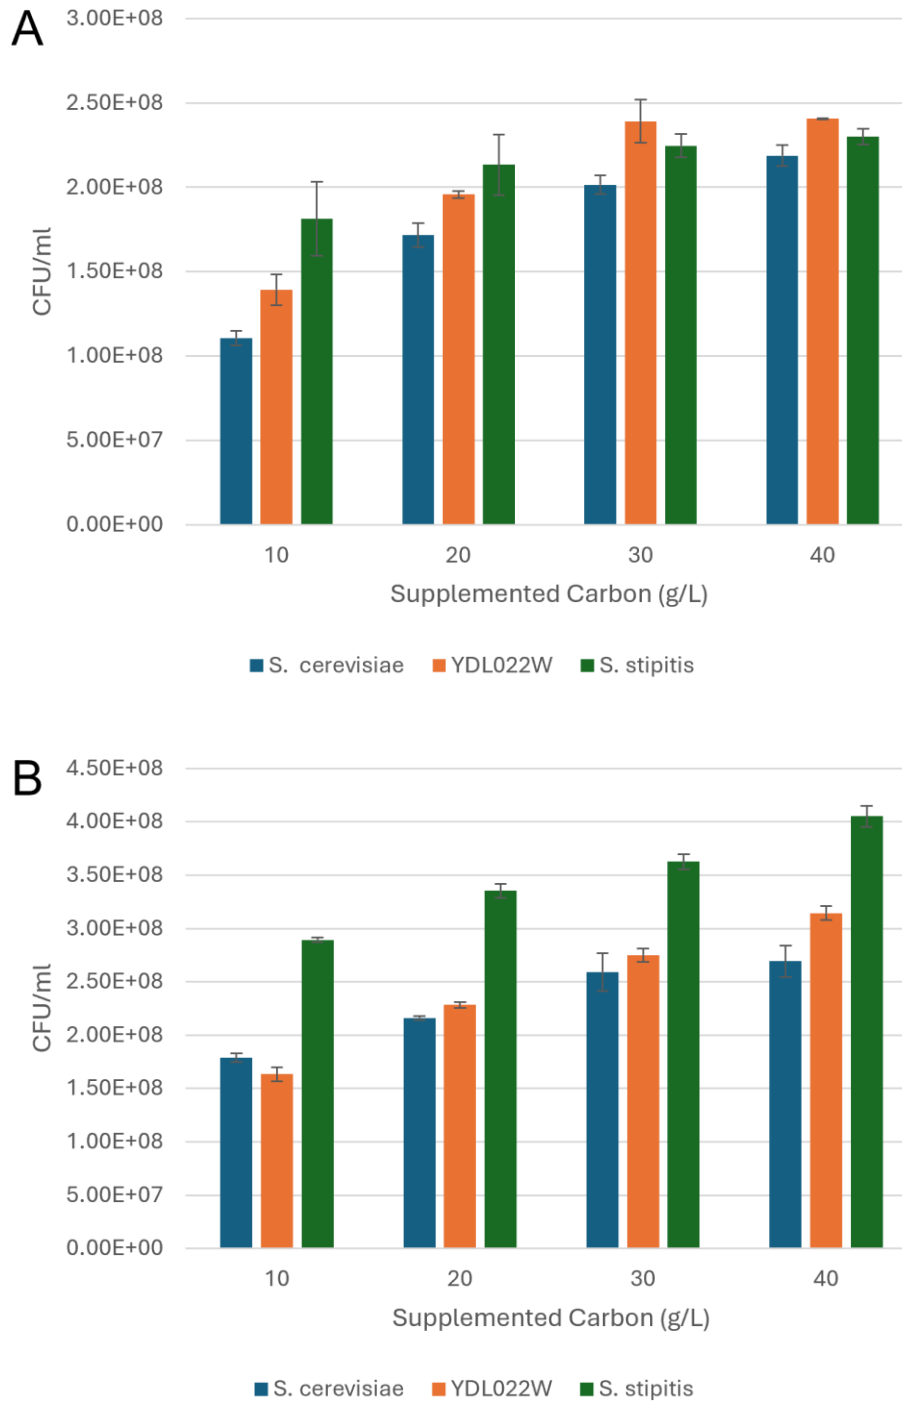 A
3.00E+08
2.50E+08
2.00E+08
1.50E+08
1.00E+08
5.00E+07
0.00E+00
CFU/ml
10 20 30 40
Supplemented Carbon (g/L)
S. cerevisiae YDL022W S. stipitis
B
4.50E+08
4.00E+08
3.50E+08
3.00E+08
2.50E+08
2.00E+08
1.50E+08
1.00E+08
5.00E+07
0.00E+00
CFU/ml
10 20 30 40
Supplemented Carbon (g/L)
S. cerevisiae YDL022W S. stipitis